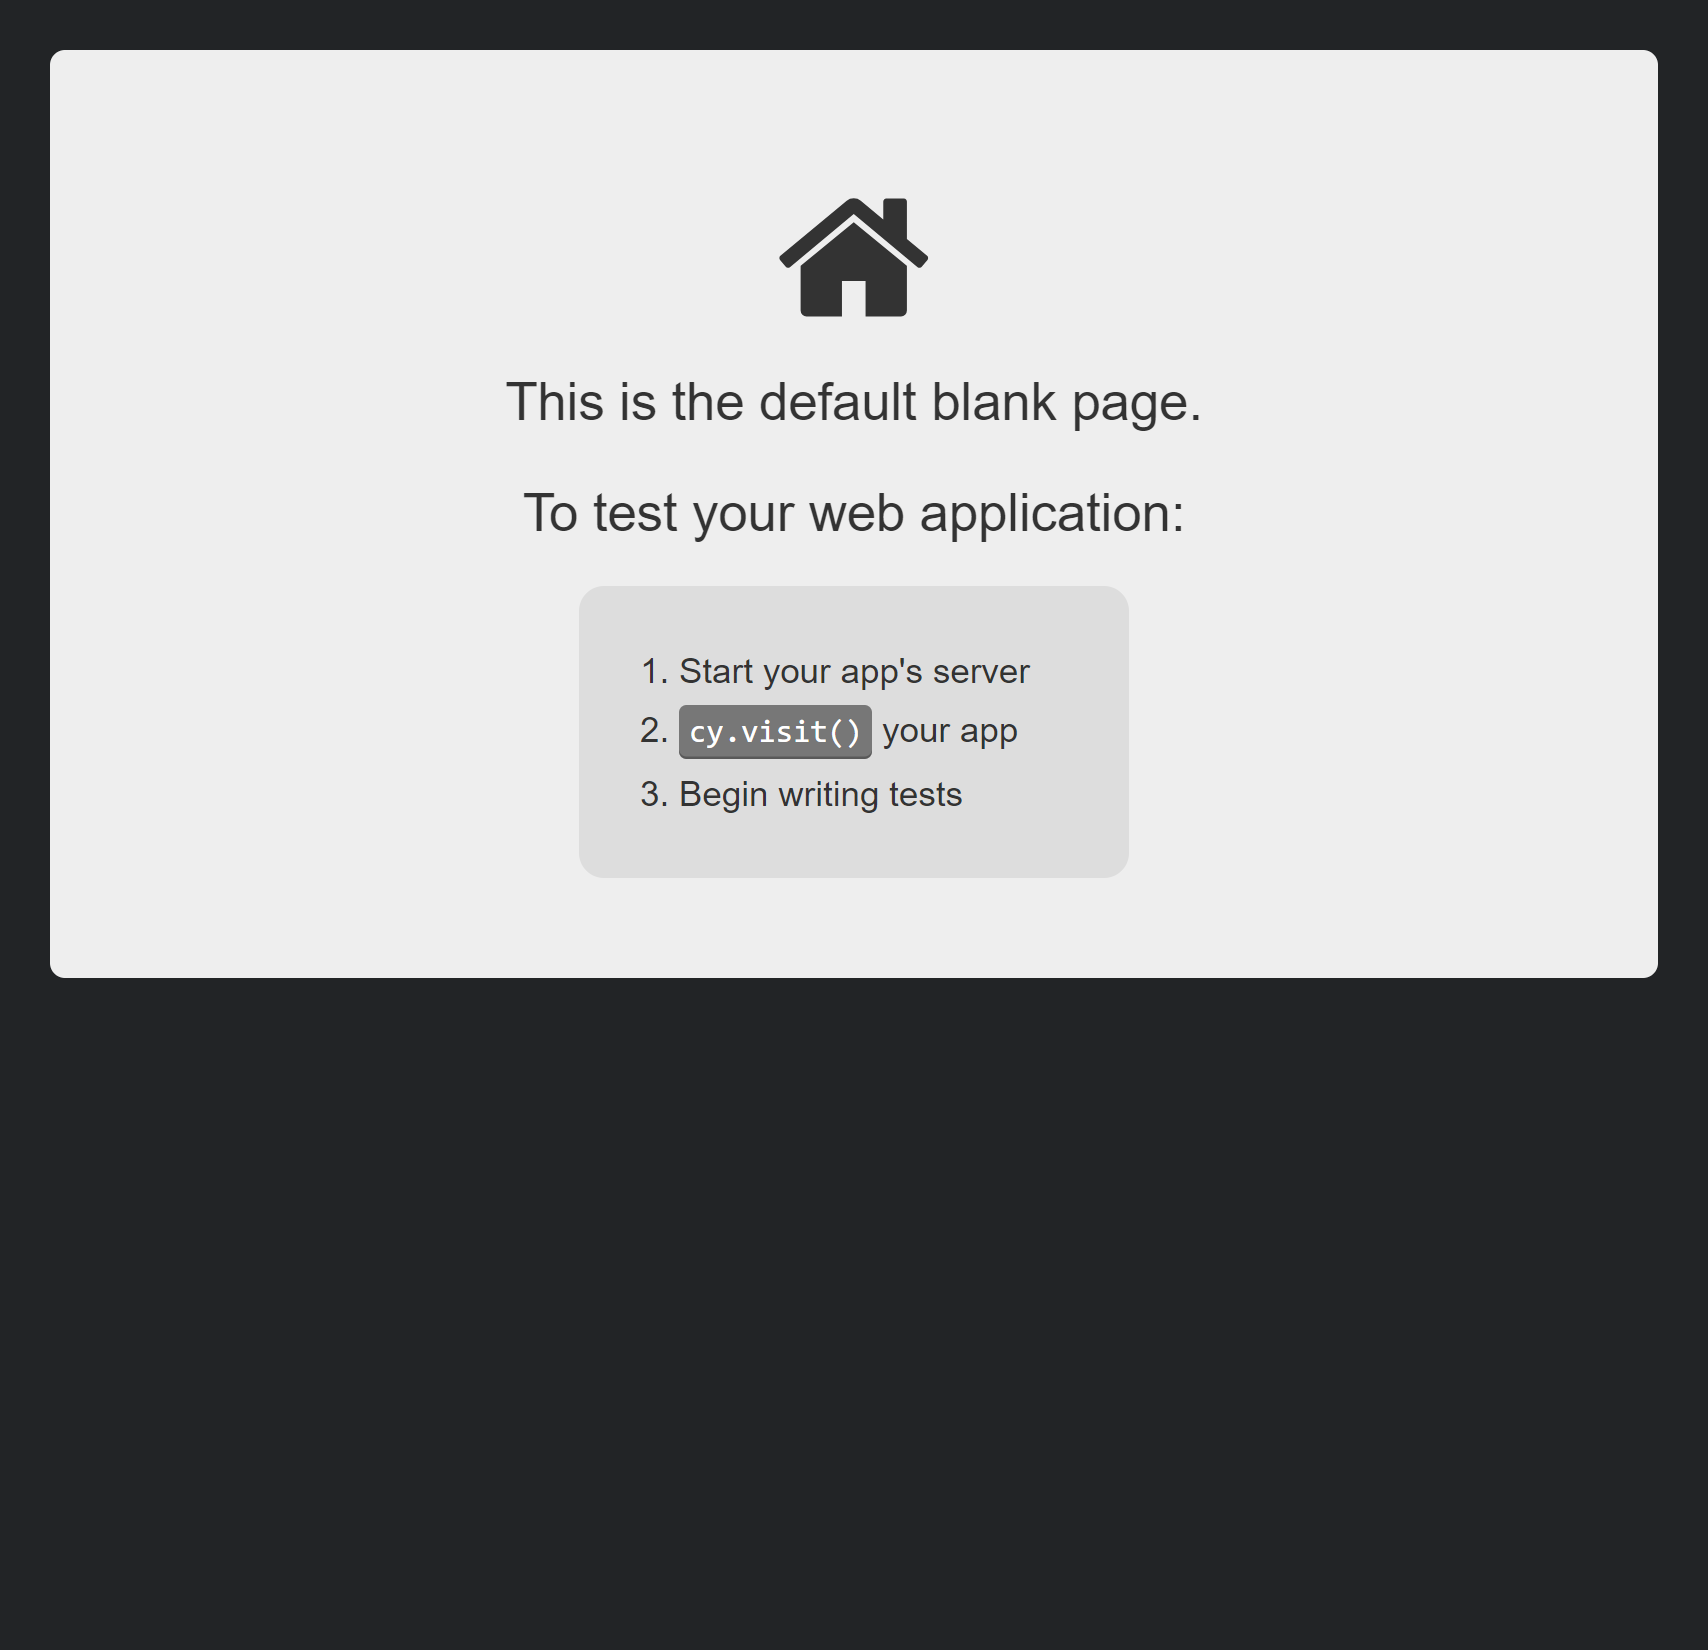 This is the default blank page.
To test your web application:
1. Start your app's server
2. cy.visit() your app
3. Begin writing tests